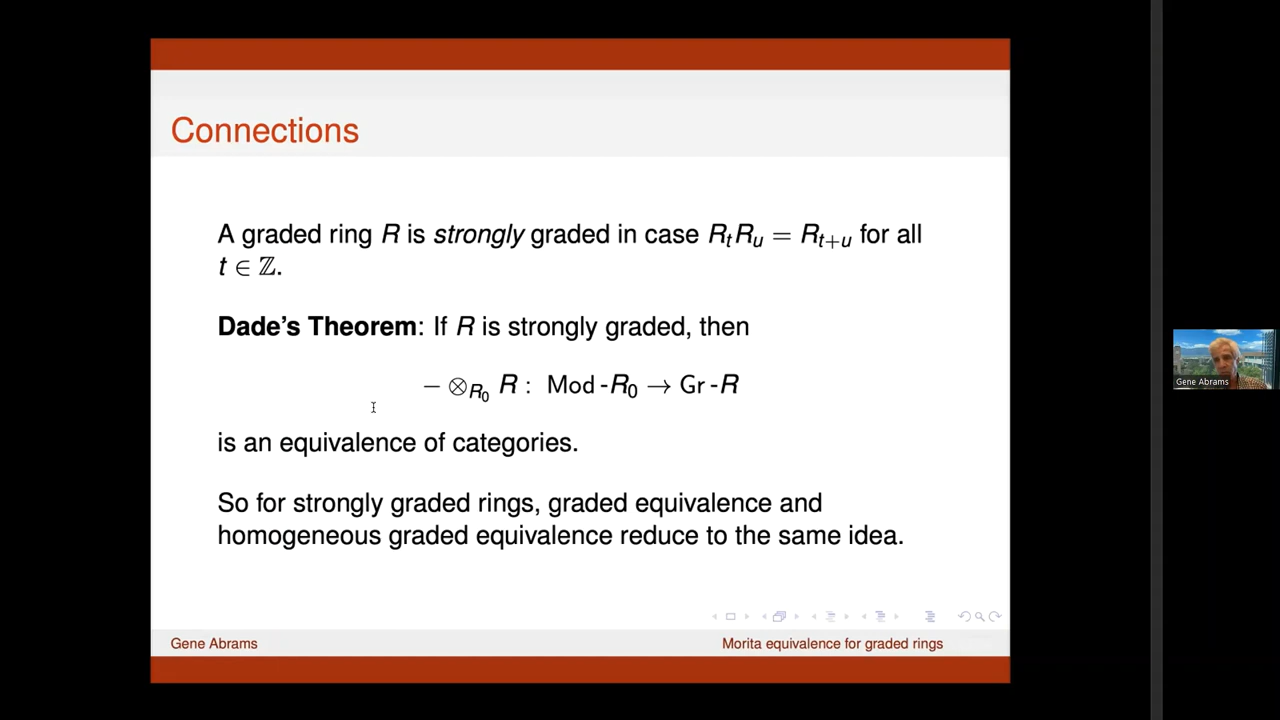 Connections
A graded ring R is strongly graded in case R_t R_u = R_{t+u} for all
t ∈ ℤ.
Dade's Theorem: If R is strongly graded, then
− ⊗_{R_0} R : Mod -R_0 → Gr -R
is an equivalence of categories.
So for strongly graded rings, graded equivalence and
homogeneous graded equivalence reduce to the same idea.
Gene Abrams
Morita equivalence for graded rings
Gene Abrams